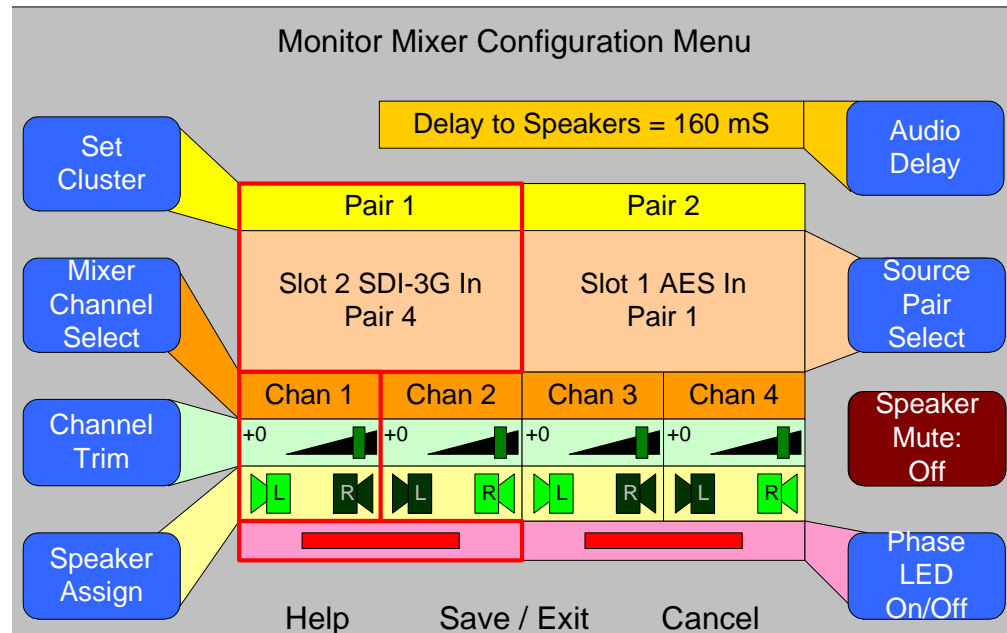 Monitor Mixer Configuration Menu
Delay to Speakers = 160 mS
Audio
Delay
Set
Cluster
Pair 1
Pair 2
Mixer
Channel
Select
Slot 2 SDI-3G In
Pair 4
Slot 1 AES In
Pair 1
Source
Pair
Select
Chan 1
Chan 2
Chan 3
Chan 4
Speaker
Mute:
Off
Channel
Trim
+0
+0
+0
+0
L
R
L
R
L
R
L
R
Speaker
Assign
Phase
LED
On/Off
Help
Save / Exit
Cancel